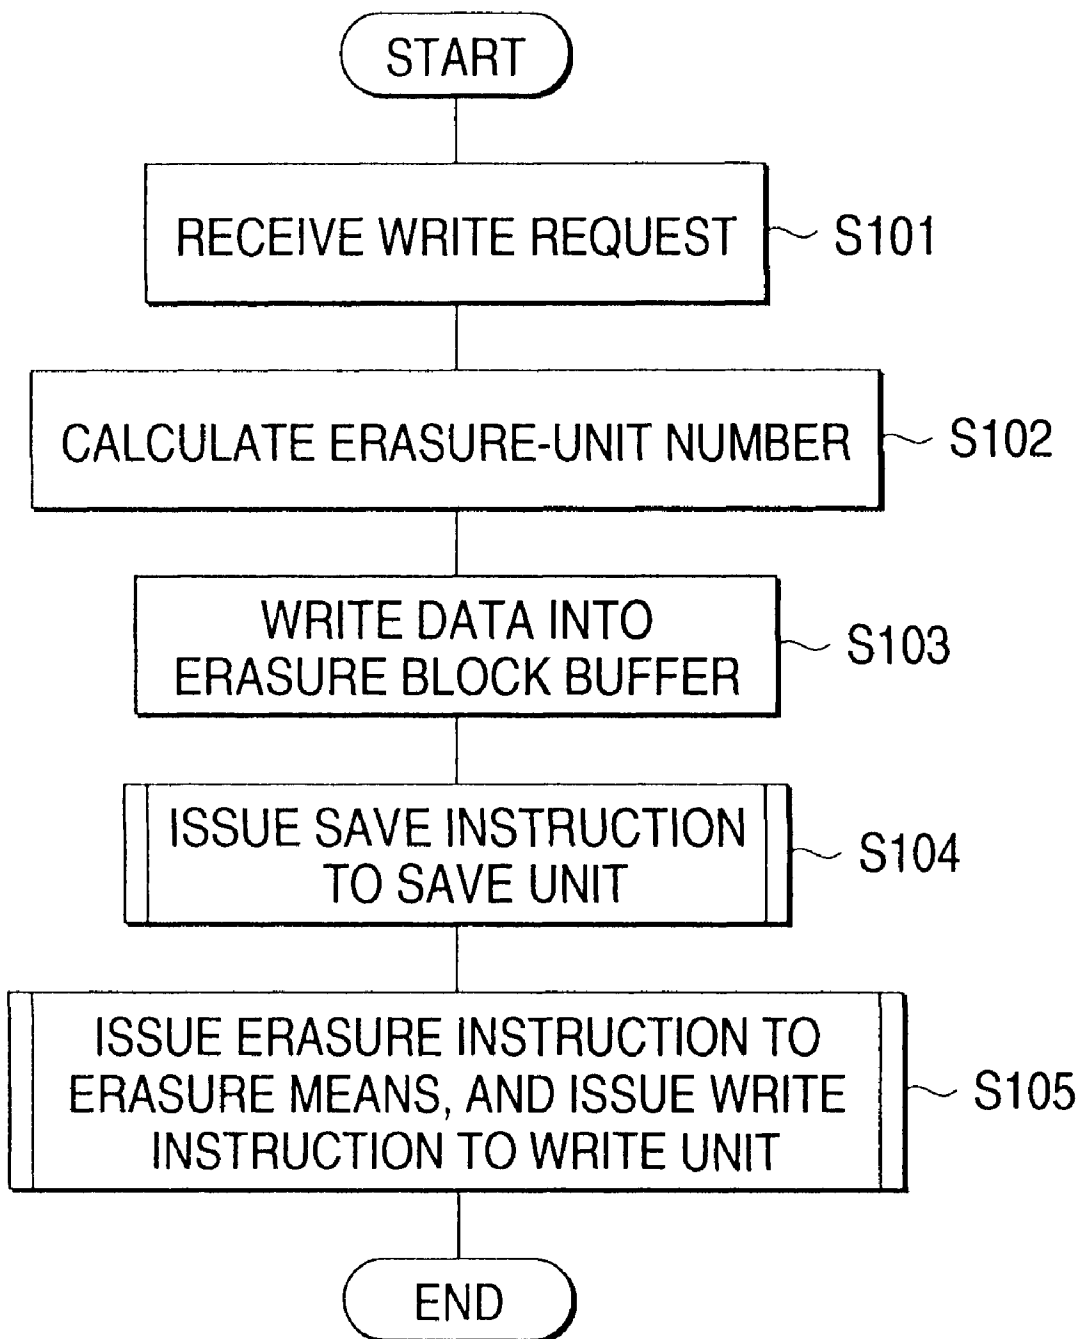 START
RECEIVE WRITE REQUEST
S101
CALCULATE ERASURE-UNIT NUMBER
S102
WRITE DATA INTO
ERASURE BLOCK BUFFER
S103
ISSUE SAVE INSTRUCTION
TO SAVE UNIT
S104
ISSUE ERASURE INSTRUCTION TO
ERASURE MEANS, AND ISSUE WRITE
INSTRUCTION TO WRITE UNIT
S105
END